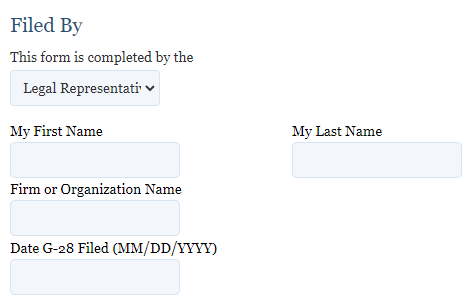 Filed By
This form is completed by the
Legal Representativ
My First Name My Last Name
Firm or Organization Name
Date G-28 Filed (MM/DD/YYYY)